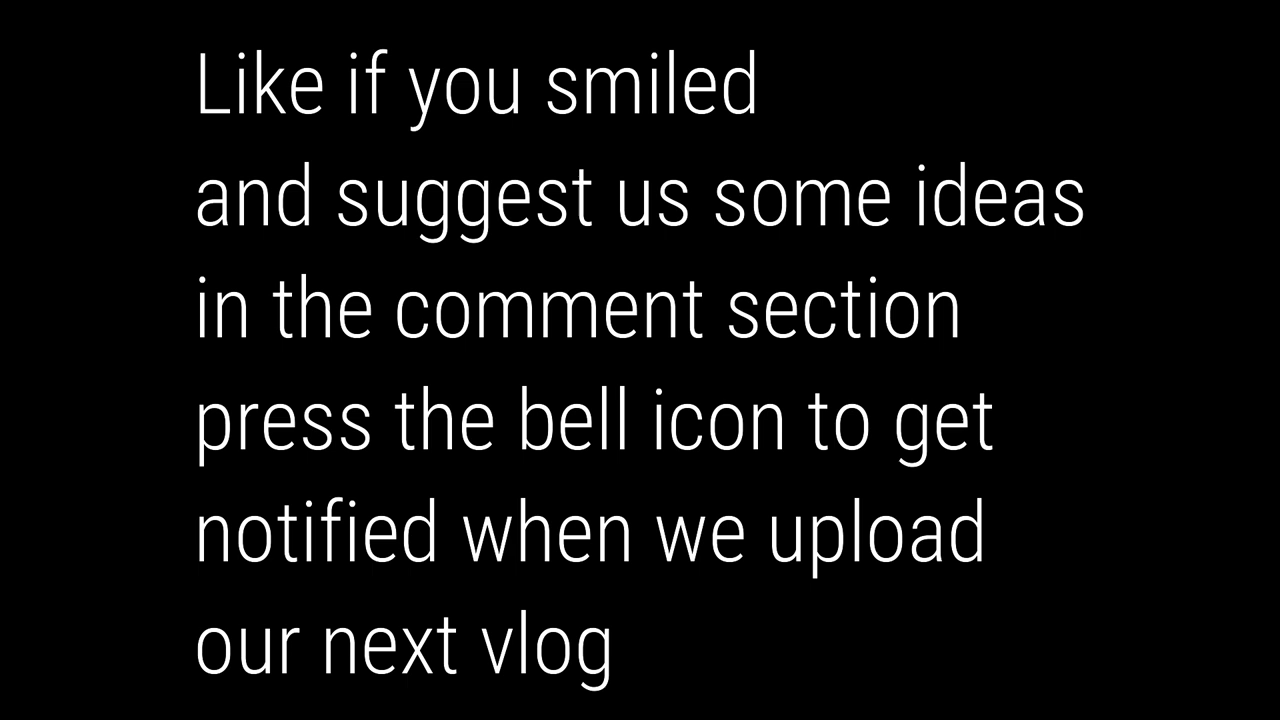 Like if you smiled
and suggest us some ideas
in the comment section
press the bell icon to get
notified when we upload
our next vlog